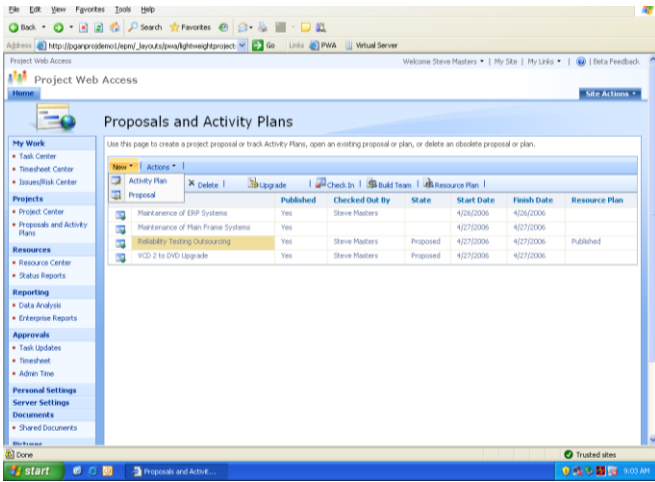 File Edit View Favorites Tools Help
Back Search Favorites
Address http://pganprojdemo1/epm/_layouts/pwa/lightweightproject: Go Links PWA Virtual Server
Project Web Access Welcome Steve Masters | My Site | My Links | Beta Feedback
Project Web Access
Home Site Actions
Proposals and Activity Plans
Use this page to create a project proposal or track Activity Plans, open an existing proposal or plan, or delete an obsolete proposal or plan.
My Work
Task Center
Timesheet Center
Issues/Risk Center
Projects
Project Center
Proposals and Activity
Plans
Resources
Resource Center
Status Reports
Reporting
Data Analysis
Enterprise Reports
Approvals
Task Updates
Timesheet
Admin Time
Personal Settings
Server Settings
Documents
Shared Documents
Pictures
New | Actions |
Activity Plan
Proposal
Delete | Upgrade | Check In | Build Team | Resource Plan |
Published Checked Out By State Start Date Finish Date Resource Plan
Maintanence of ERP Systems Yes Steve Masters 4/26/2006 4/26/2006
Maintenance of Main Frame Systems Yes 4/27/2006 4/27/2006
Reliability Testing Outsourcing Yes Steve Masters Proposed 4/27/2006 4/27/2006 Published
VCD 2 to DVD Upgrade Yes Steve Masters Proposed 4/27/2006 4/27/2006
Done Trusted sites
start Proposals and Activit... 9:03 AM